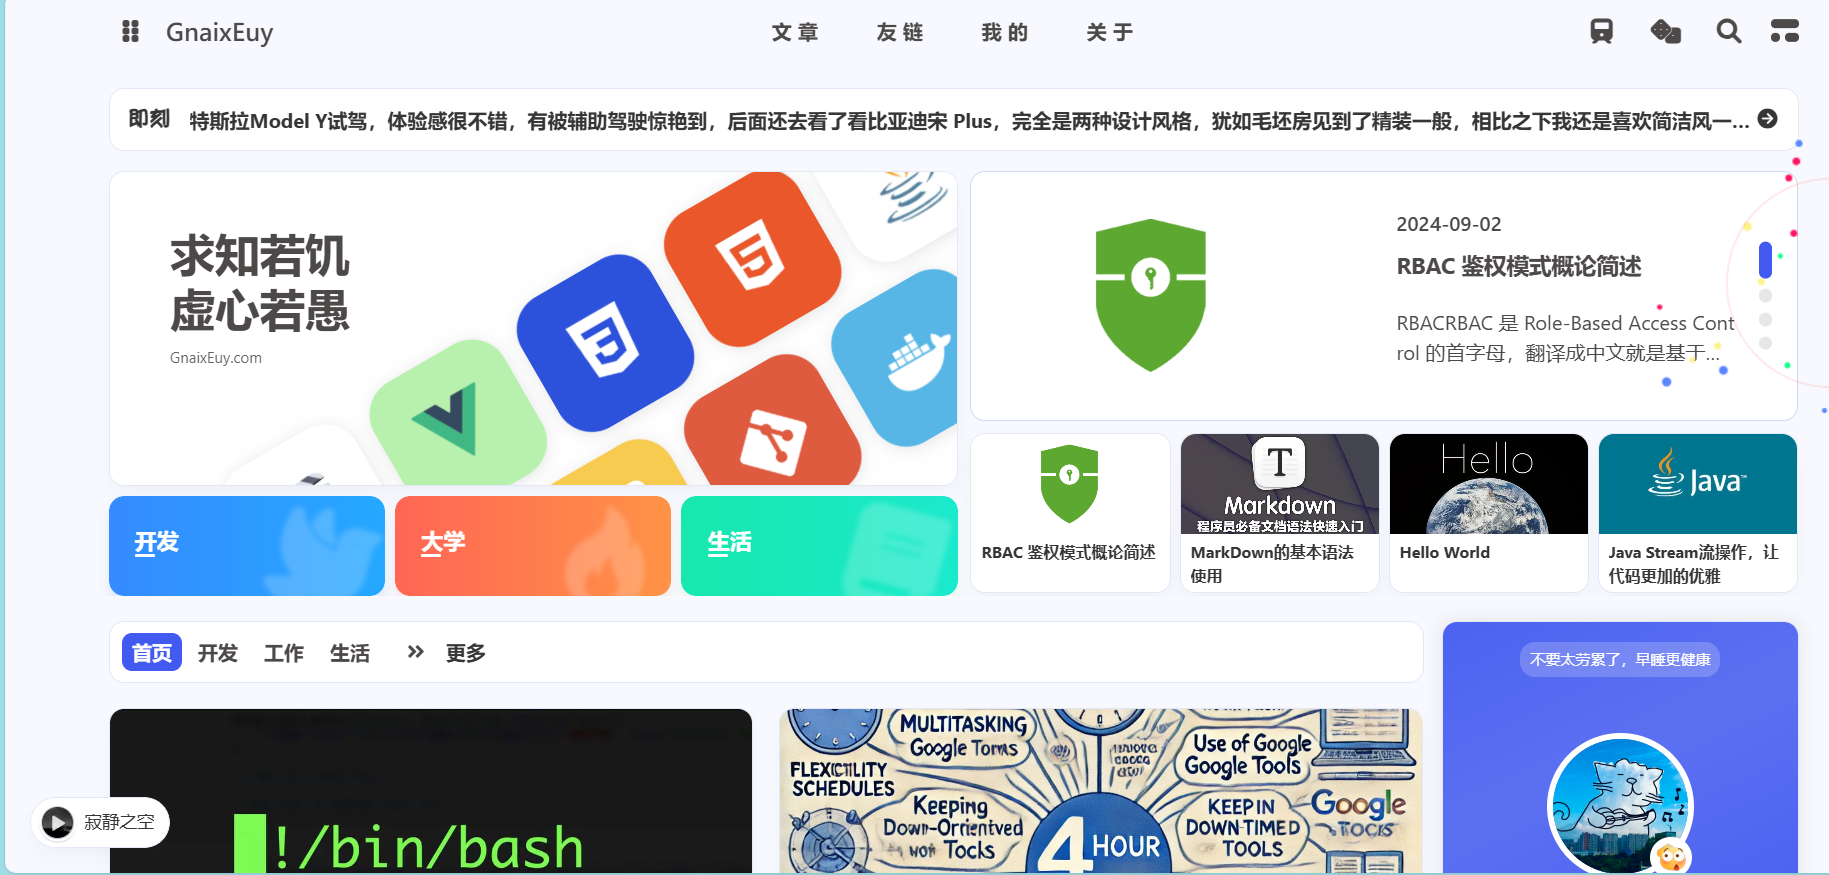 GnaixEuy
文章
友链
我的
关于
即刻
特斯拉Model Y试驾，体验感很不错，有被辅助驾驶惊艳到，后面还去看了看比亚迪宋 Plus，完全是两种设计风格，犹如毛坯房见到了精装一般，相比之下我还是喜欢简洁风一...
求知若饥
虚心若愚
GnaixEuy.com
2024-09-02
RBAC 鉴权模式概论简述
RBACRBAC 是 Role-Based Access Cont
rol 的首字母，翻译成中文就是基于...
开发
大学
生活
RBAC 鉴权模式概论简述
T
Markdown
程序员必备文档语法快速入门
MarkDown的基本语法
使用
Hello
Hello World
Java™
Java Stream流操作，让
代码更加的优雅
首页
开发
工作
生活
更多
不要太劳累了，早睡更健康
!/bin/bash
MULTITASKING
Google
FLEXICTILITY
SCHEDULES
Keeping
Use of Google
Google Tools
KEEP IN
DOWN-TIMED
TOOLS
Google
4 HOUR
寂静之空